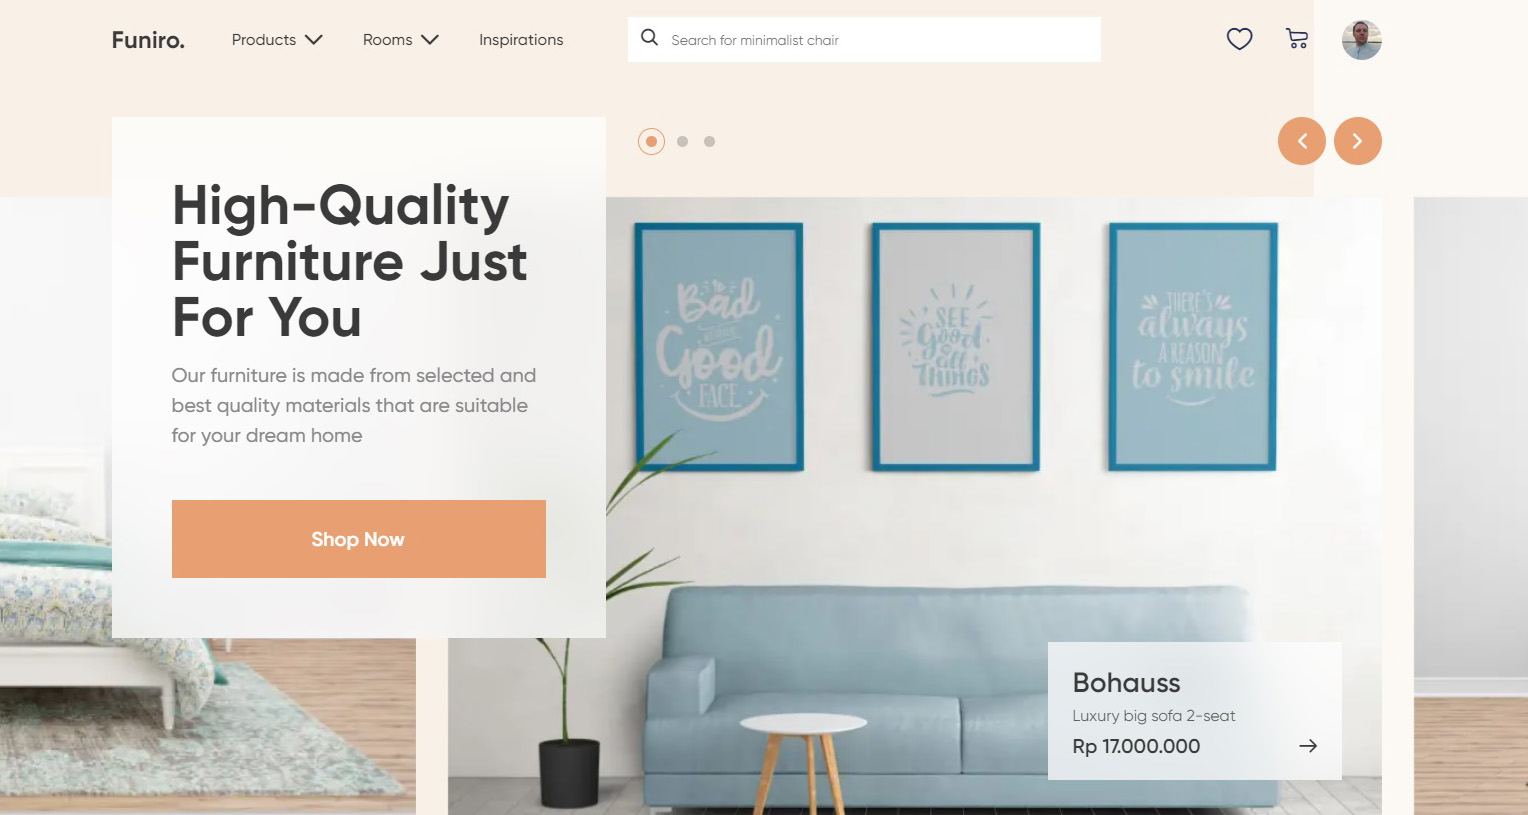 Funiro.
Products
Rooms
Inspirations
Search for minimalist chair
High-Quality
Furniture Just
For You
Our furniture is made from selected and
best quality materials that are suitable
for your dream home
Shop Now
Bad
Good
FACE
SEE
Good
in
all
THINGS
THERE'S
always
A REASON
to smile
Bohauss
Luxury big sofa 2-seat
Rp 17.000.000